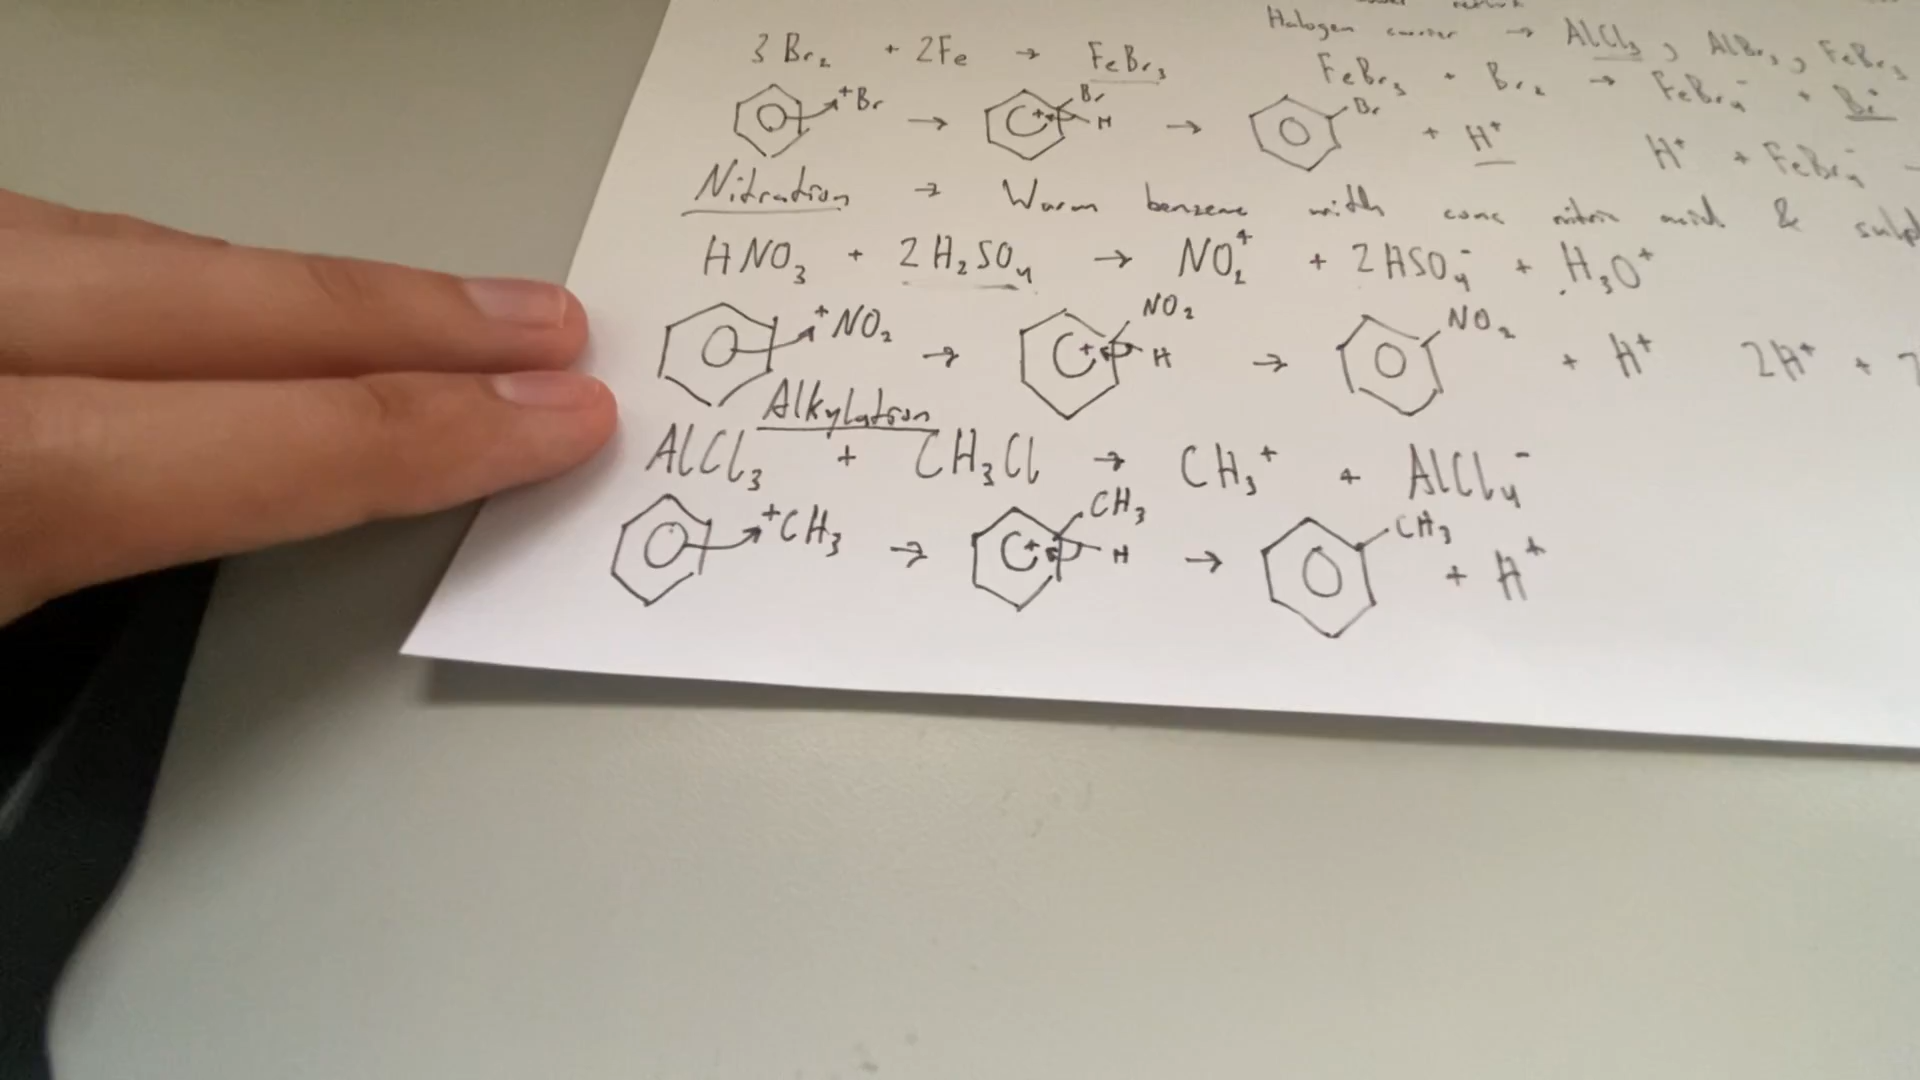 Halogen carrier → AlCl₃, AlBr₃, FeBr₃
3 Br₂ + 2Fe → FeBr₃
FeBr₃ + Br₂ → FeBr₄⁻ + Br⁺
⁺Br → + Br H → Br + H⁺
H⁺ + FeBr₄⁻
Nitration → Warm benzene with conc nitric acid &
HNO₃ + 2H₂SO₄ → NO₂⁺ + 2HSO₄⁻ + H₃O⁺
⁺NO₂ → + NO₂ H → NO₂ + H⁺ 2H⁺ +
Alkylation
AlCl₃ + CH₃Cl → CH₃⁺ + AlCl₄⁻
⁺CH₃ → + CH₃ H → CH₃ + H⁺